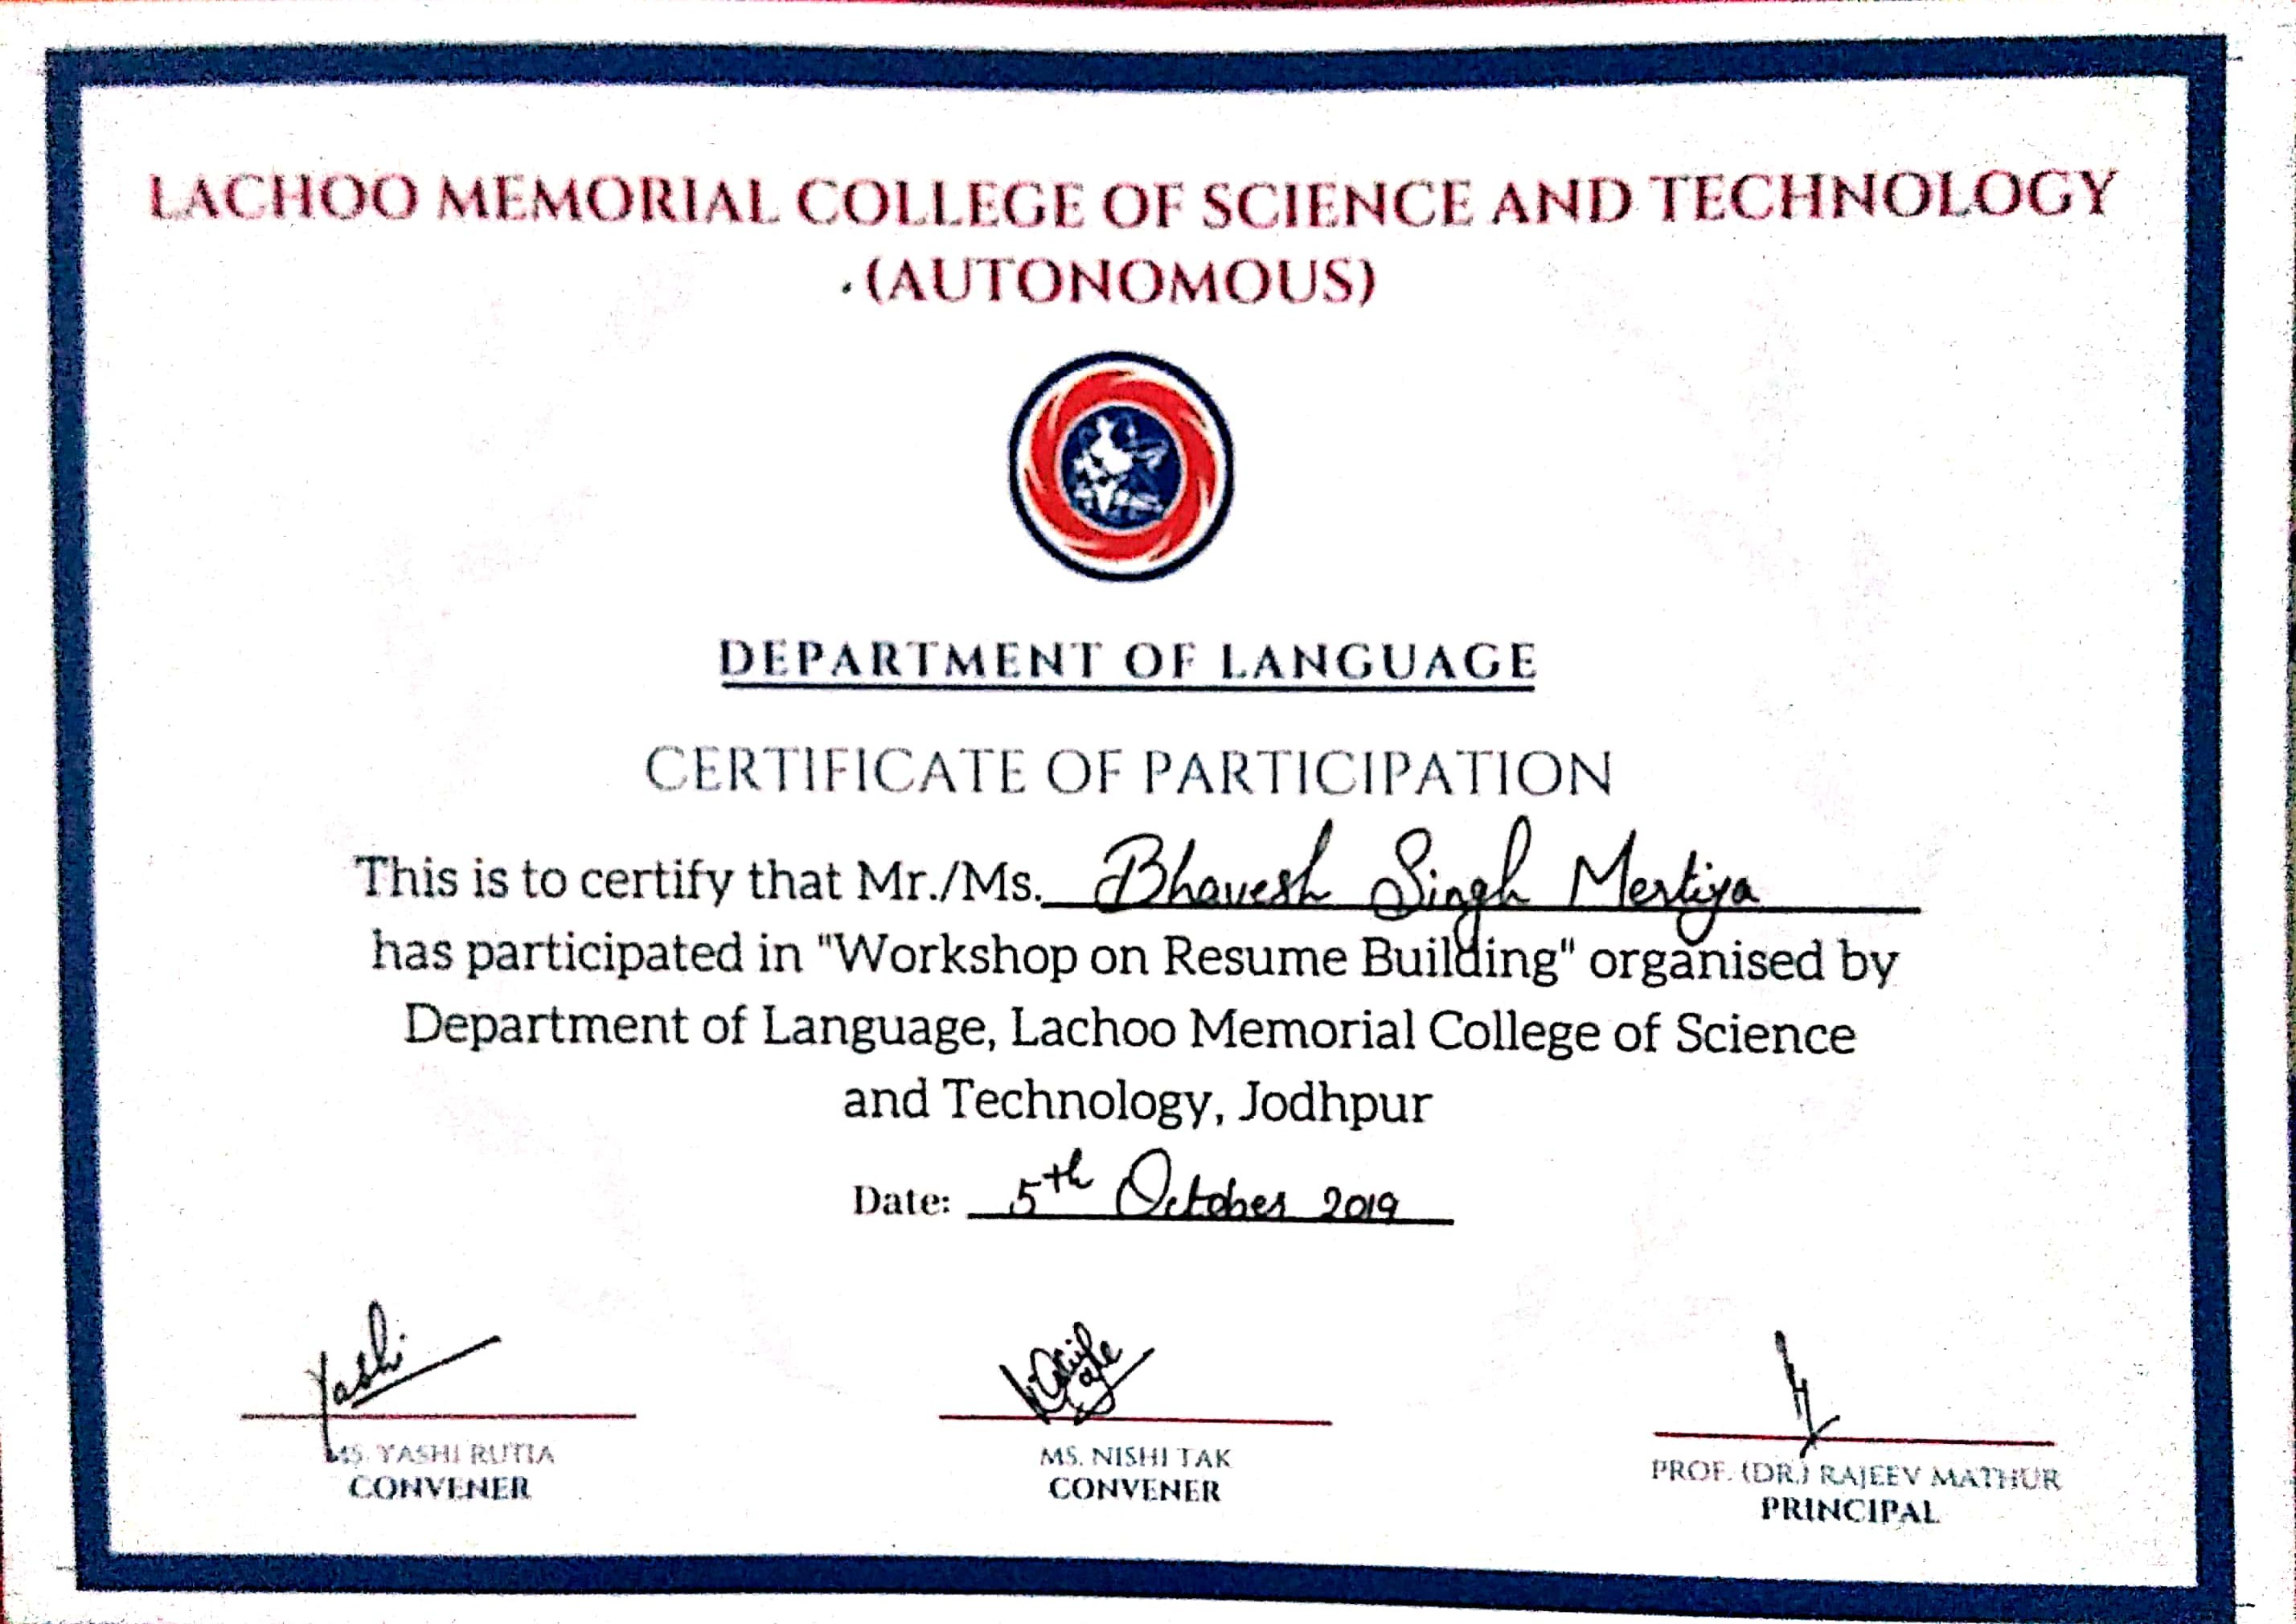 LACHOO MEMORIAL COLLEGE OF SCIENCE AND TECHNOLOGY
(AUTONOMOUS)
DEPARTMENT OF LANGUAGE
CERTIFICATE OF PARTICIPATION
This is to certify that Mr./Ms. Bhavesh Singh Mertiya
has participated in "Workshop on Resume Building" organised by
Department of Language, Lachoo Memorial College of Science
and Technology, Jodhpur
Date: 5th October 2019
Yashi
MS. YASHI RUTIA MS. NISHI TAK PROF. (DR.) RAJEEV MATHUR
CONVENER CONVENER PRINCIPAL